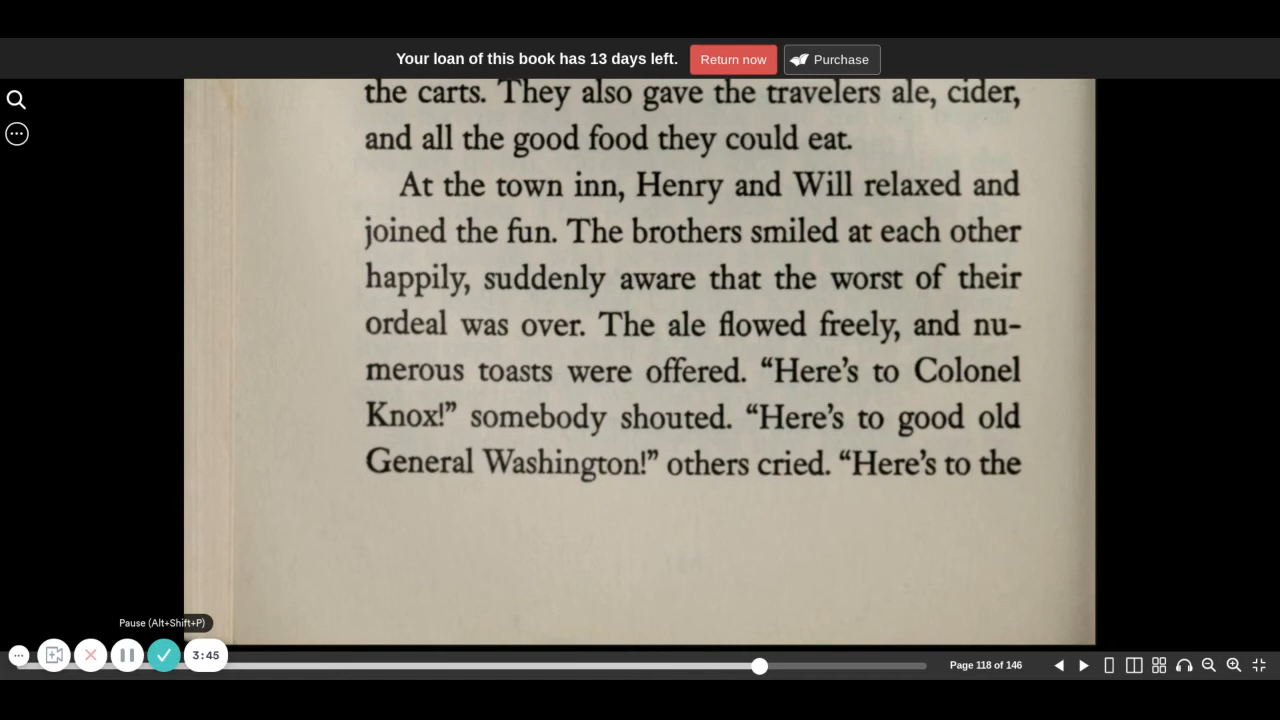 Your loan of this book has 13 days left. Return now Purchase
the carts. They also gave the travelers ale, cider,
and all the good food they could eat.
At the town inn, Henry and Will relaxed and
joined the fun. The brothers smiled at each other
happily, suddenly aware that the worst of their
ordeal was over. The ale flowed freely, and nu-
merous toasts were offered. “Here’s to Colonel
Knox!” somebody shouted. “Here’s to good old
General Washington!” others cried. “Here’s to the
Pause (Alt+Shift+P)
3:45
Page 118 of 146